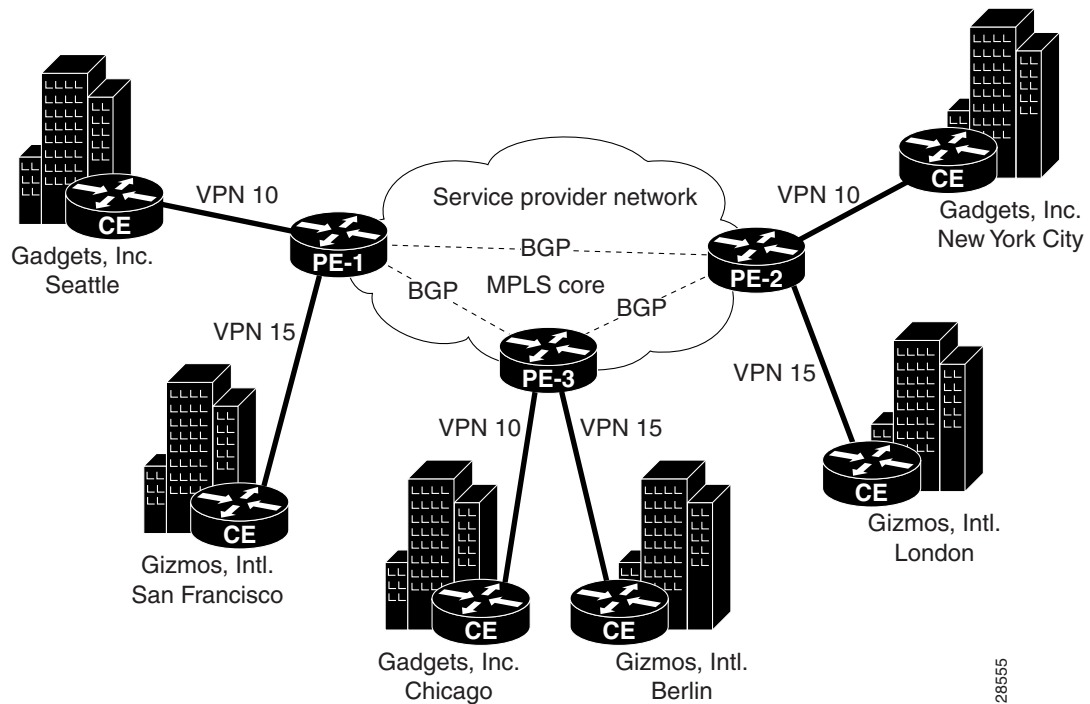 VPN 10
CE
Gadgets, Inc.
Seattle
Service provider network
VPN 10
CE
Gadgets, Inc.
New York City
PE-1
BGP
MPLS core
PE-2
BGP
BGP
VPN 15
PE-3
VPN 15
VPN 10
VPN 15
CE
Gizmos, Intl.
San Francisco
CE
Gizmos, Intl.
London
CE
Gadgets, Inc.
Chicago
CE
Gizmos, Intl.
Berlin
28555